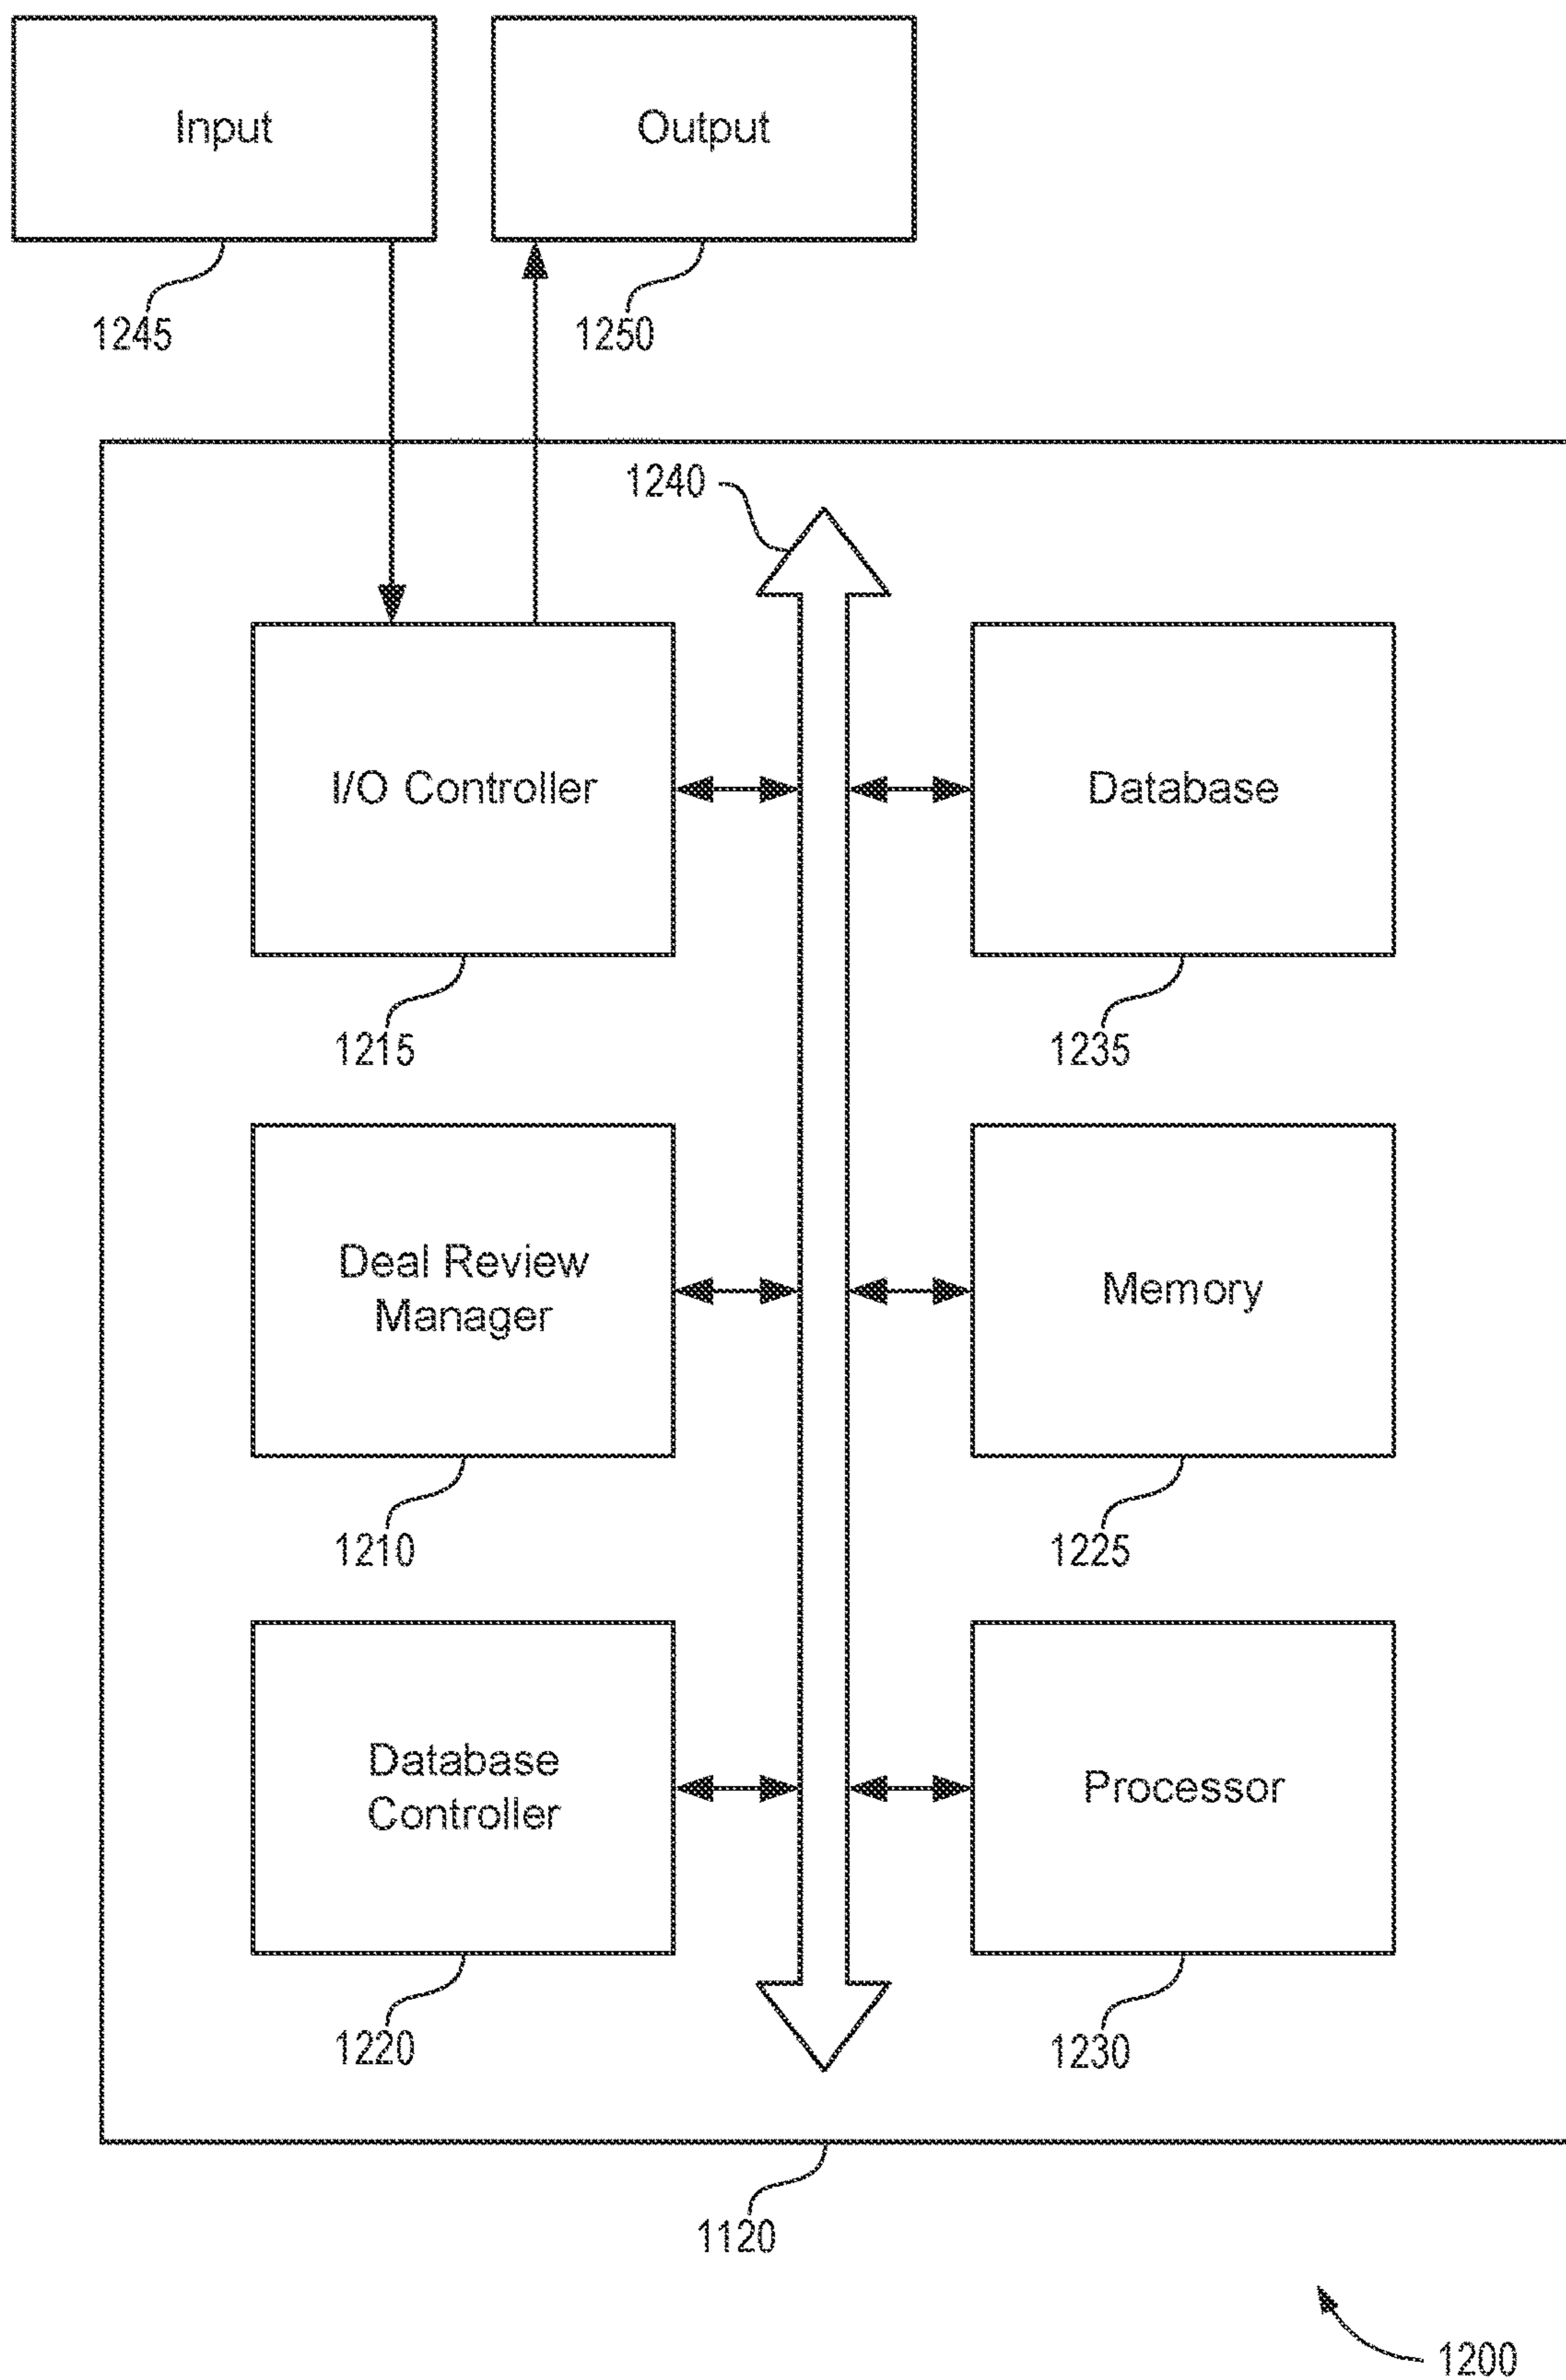 Input
Output
1245
1250
1240
I/O Controller
Database
1215
1235
Deal Review
Manager
Memory
1210
1225
Database
Controller
Processor
1220
1230
1120
1200